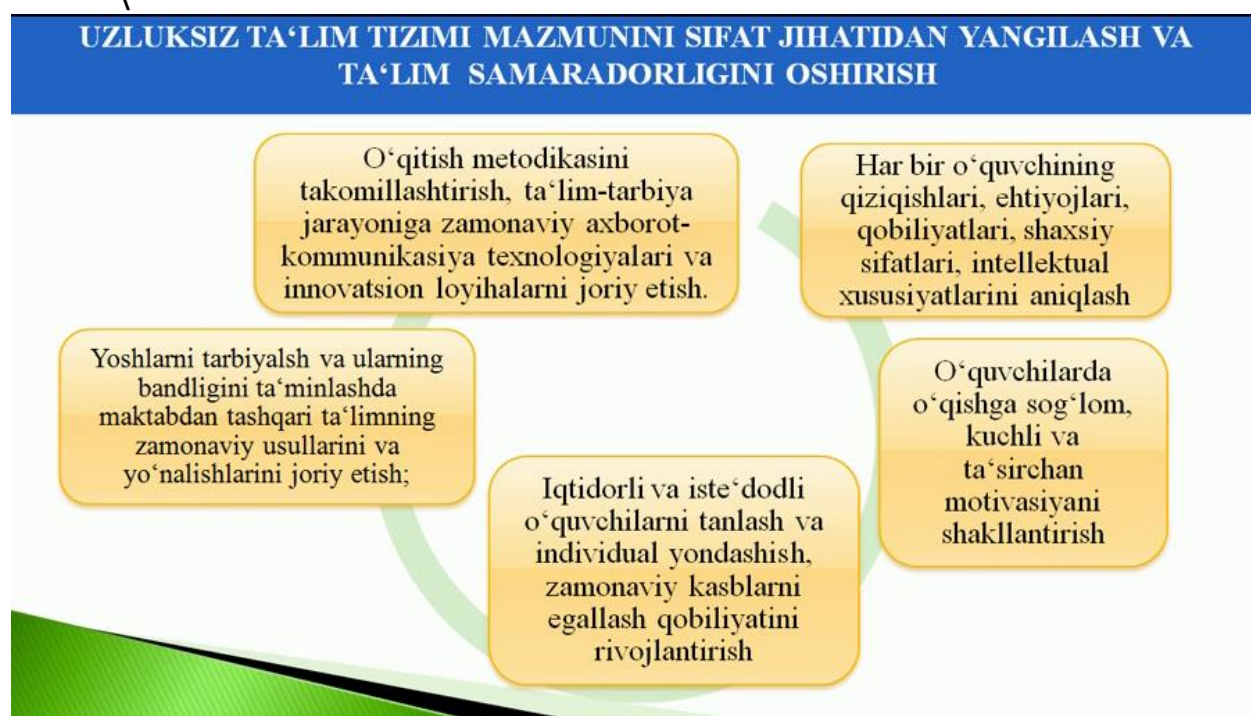 \
UZLUKSIZ TA‘LIM TIZIMI MAZMUNINI SIFAT JIHATIDAN YANGILASH VA
TA‘LIM SAMARADORLIGINI OSHIRISH
O‘qitish metodikasini
takomillashtirish, ta‘lim-tarbiya
jarayoniga zamonaviy axborot-
kommunikasiya texnologiyalari va
innovatsion loyihalarni joriy etish.
Har bir o‘quvchining
qiziqishlari, ehtiyojlari,
qobiliyatlari, shaxsiy
sifatlari, intellektual
xususiyatlarini aniqlash
Yoshlarni tarbiyalsh va ularning
bandligini ta‘minlashda
maktabdan tashqari ta‘limning
zamonaviy usullarini va
yo‘nalishlarini joriy etish;
O‘quvchilarda
o‘qishga sog‘lom,
kuchli va
ta‘sirchan
motivasiyani
shakllantirish
Iqtidorli va iste‘dodli
o‘quvchilarni tanlash va
individual yondashish,
zamonaviy kasblarni
egallash qobiliyatini
rivojlantirish